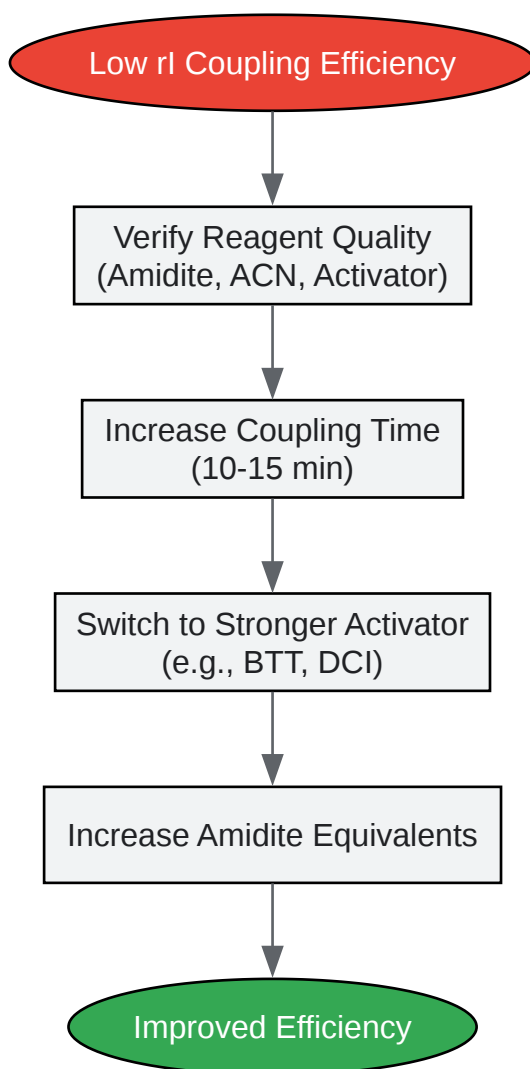 Low rI Coupling Efficiency
Verify Reagent Quality
(Amidite, ACN, Activator)
Increase Coupling Time
(10-15 min)
Switch to Stronger Activator
(e.g., BTT, DCI)
Increase Amidite Equivalents
Improved Efficiency